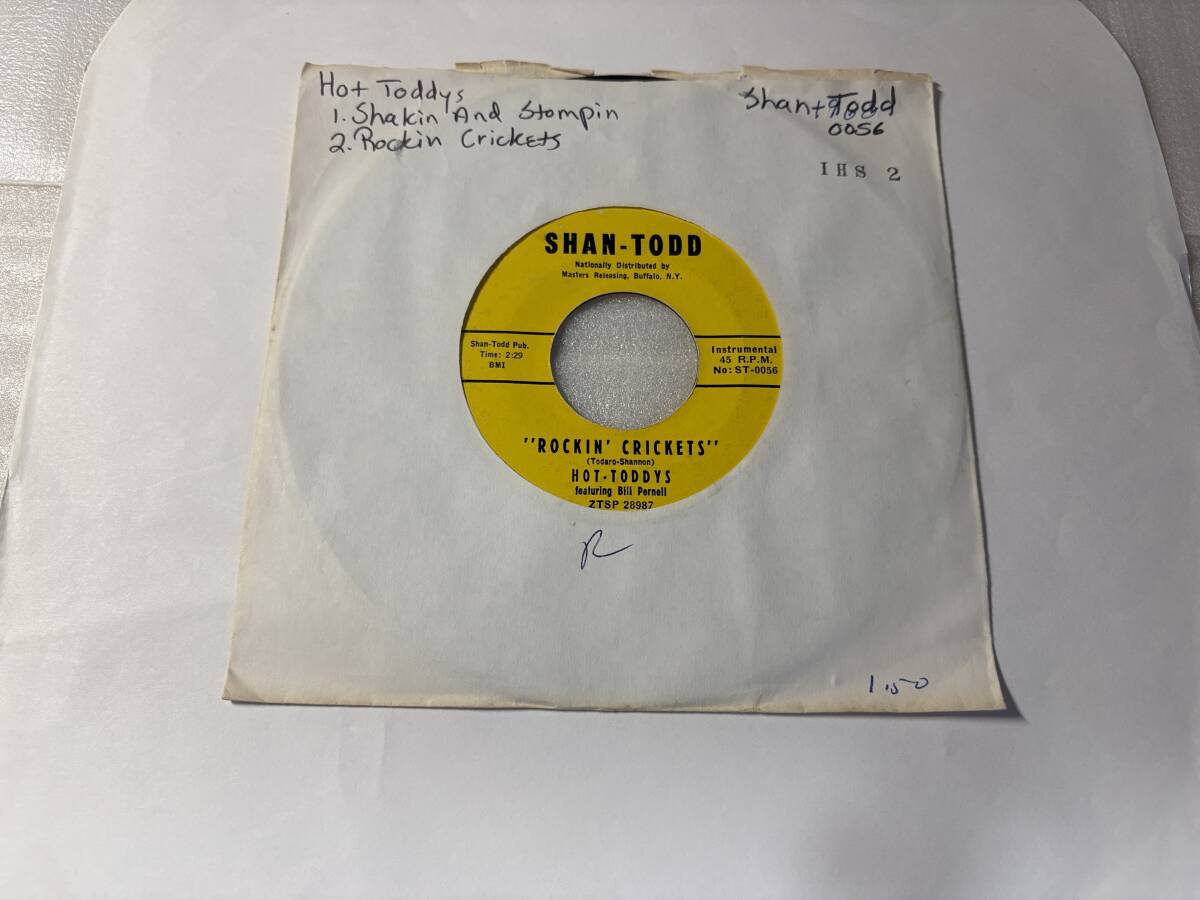 Hot Toddys
1. Shakin And Stompin
2. Rockin Crickets
Shan-Todd
0056
IHS 2
SHAN-TODD
Nationally Distributed by
Masters Releasing, Buffalo, N.Y.
Shan-Todd Pub.
Time: 2:29
BMI
Instrumental
45 R.P.M.
No: ST-0056
"ROCKIN' CRICKETS"
(Todaro-Shannon)
HOT-TODDYS
featuring Bill Pernell
ZTSP 28987
R
1.50